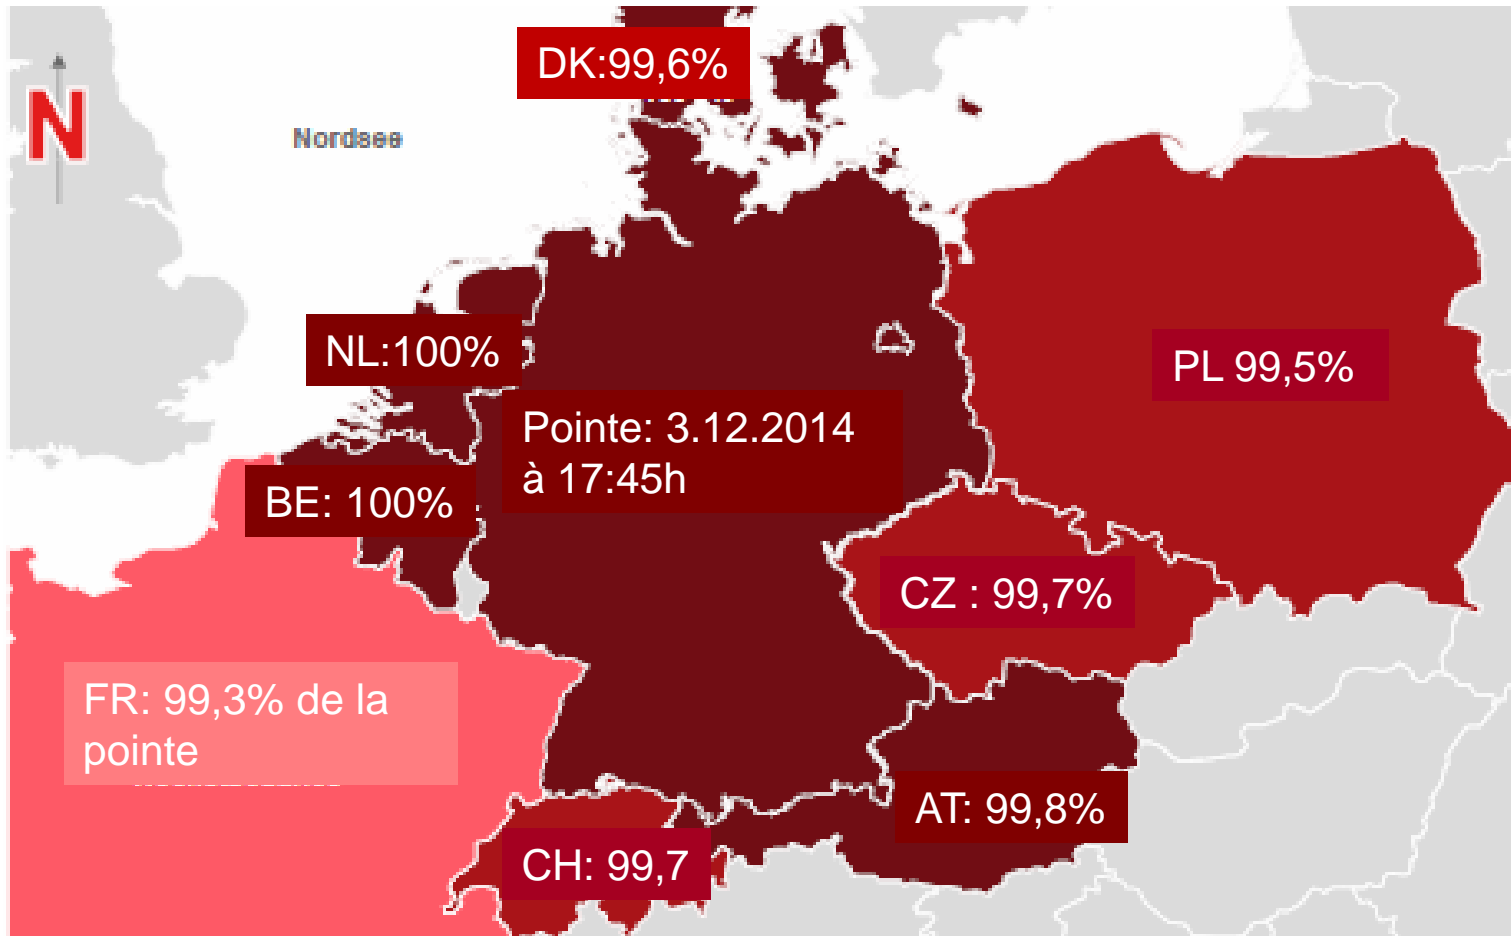 DK:99,6%
N
Nordsee
NL:100%
PL 99,5%
Pointe: 3.12.2014
à 17:45h
BE: 100%
CZ : 99,7%
FR: 99,3% de la
pointe
AT: 99,8%
CH: 99,7